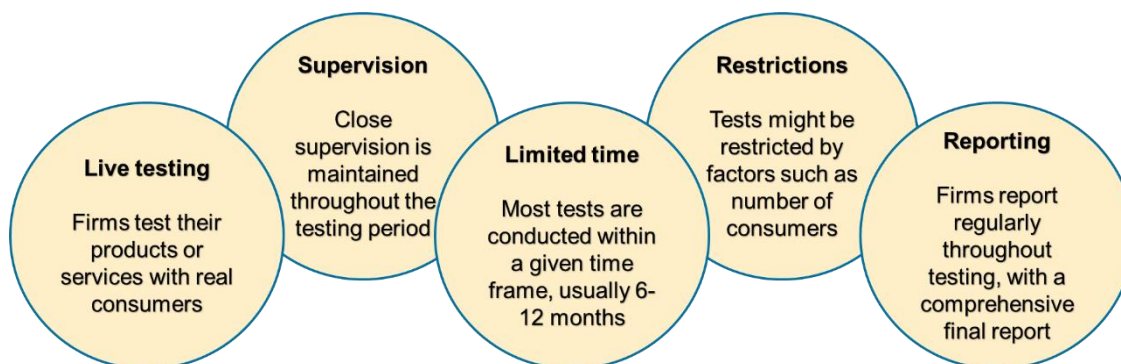 Live testing
Firms test their
products or
services with real
consumers
Supervision
Close
supervision is
maintained
throughout the
testing period
Limited time
Most tests are
conducted within
a given time
frame, usually 6-
12 months
Restrictions
Tests might be
restricted by
factors such as
number of
consumers
Reporting
Firms report
regularly
throughout
testing, with a
comprehensive
final report